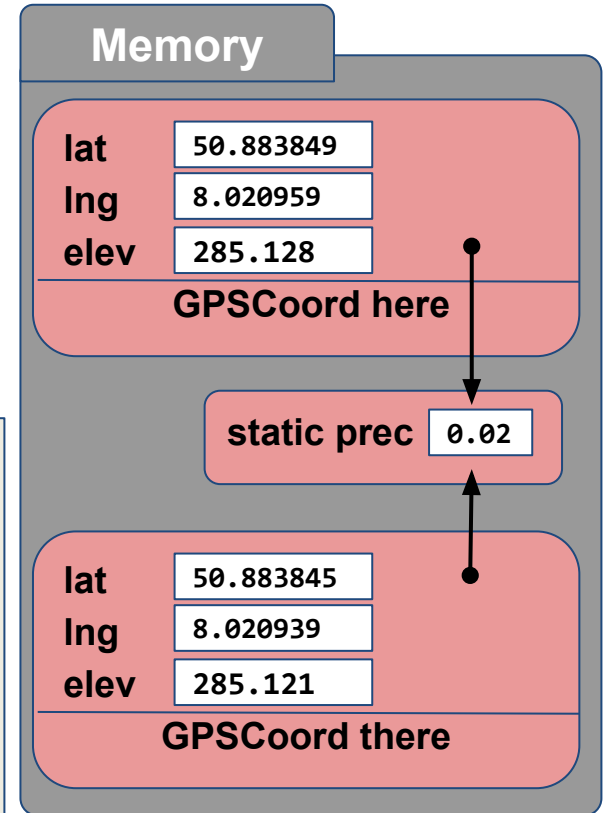 Memory
lat 50.883849
lng 8.020959
elev 285.128
GPSCoord here
static prec 0.02
lat 50.883845
lng 8.020939
elev 285.121
GPSCoord there